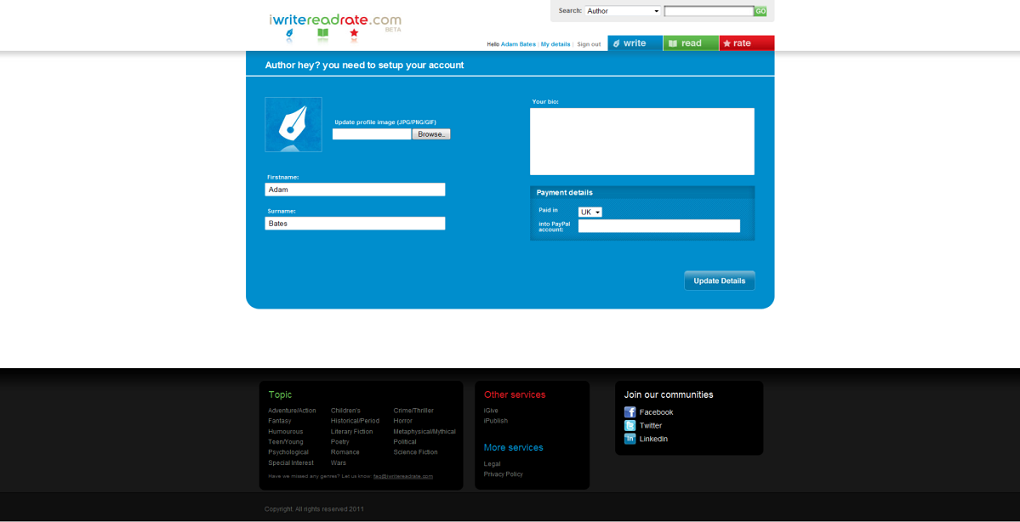 Search: Author GO
iwritereadrate.com
BETA
Hello Adam Bates | My details | Sign out
write read rate
Author hey? you need to setup your account
Update profile image (JPG/PNG/GIF)
Browse..
Firstname:
Adam
Surname:
Bates
Your bio:
Payment details
Paid in UK
into PayPal
account:
Update Details
Topic
Adventure/Action Children's Crime/Thriller
Fantasy Historical/Period Horror
Humourous Literary Fiction Metaphysical/Mythical
Teen/Young Poetry Political
Psychological Romance Science Fiction
Special Interest Wars
Have we missed any genres? Let us know:
Other services
iGive
iPublish
More services
Legal
Privacy Policy
Join our communities
Facebook
Twitter
LinkedIn
Copyright. All rights reserved 2011